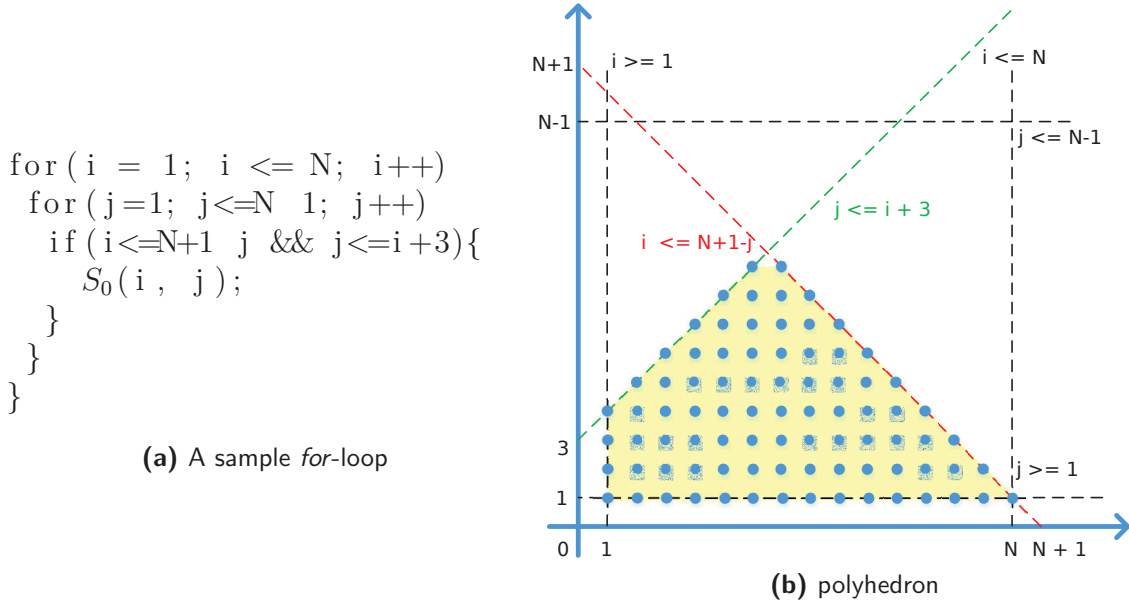 for(i = 1; i <= N; i++)
for(j=1; j<=N 1; j++)
if(i<=N+1 j && j<=i+3){
S0(i, j);
}
}
}
(a) A sample for-loop
N+1
i >= 1
i <= N
N-1
j <= N-1
j <= i + 3
i <= N+1-j
3
j >= 1
1
0
1
N
N + 1
(b) polyhedron